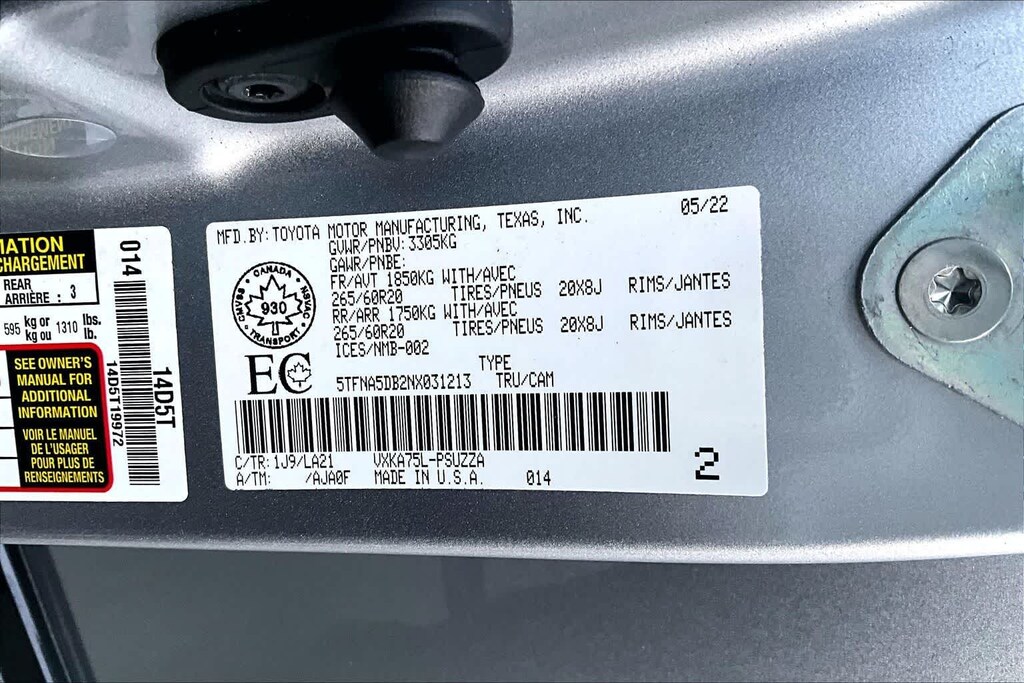 MATION
CHARGEMENT
REAR
ARRIÈRE : 3
595 kg or 1310 lbs.
kg ou lb.
SEE OWNER'S
MANUAL FOR
ADDITIONAL
INFORMATION
VOIR LE MANUEL
DE L'USAGER
POUR PLUS DE
RENSEIGNEMENTS
014
14D5T
14D5T19972
MFD.BY: TOYOTA MOTOR MANUFACTURING, TEXAS, INC. 05/22
GVWR/PNBV: 3305KG
GAWR/PNBE:
FR/AVT 1850KG WITH/AVEC
265/60R20 TIRES/PNEUS 20X8J RIMS/JANTES
RR/ARR 1750KG WITH/AVEC
265/60R20 TIRES/PNEUS 20X8J RIMS/JANTES
ICES/NMB-002
CANADA
NSVAC
TRANSPORT
NSVAC
930
EC
TYPE
5TFNA5DB2NX031213 TRU/CAM
C/TR: 1J9/LA21 VXKA75L-PSUZZA
A/TM: /AJA0F MADE IN U.S.A. 014
2